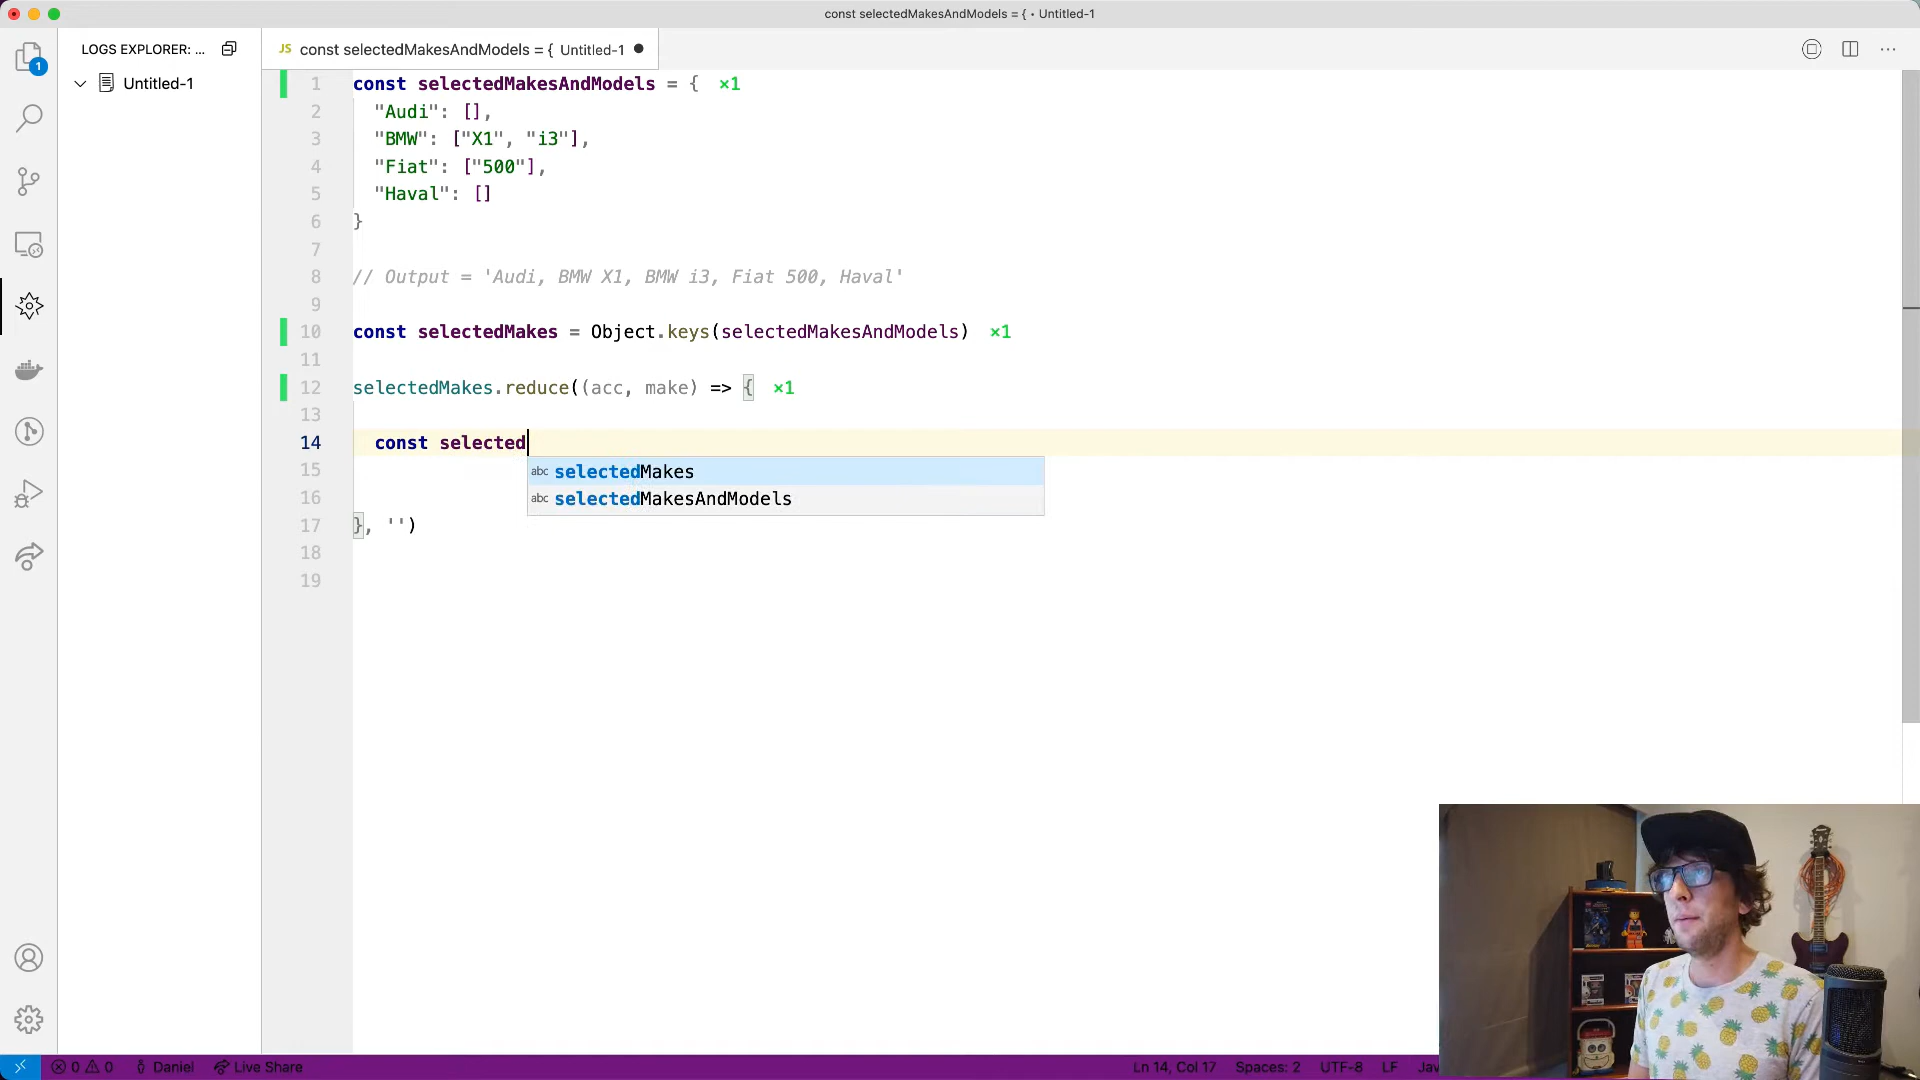 const selectedMakesAndModels = { • Untitled-1
LOGS EXPLORER: ...
JS const selectedMakesAndModels = { Untitled-1
1
Untitled-1
1 const selectedMakesAndModels = { ×1
2 "Audi": [],
3 "BMW": ["X1", "i3"],
4 "Fiat": ["500"],
5 "Haval": []
6 }
7
8 // Output = 'Audi, BMW X1, BMW i3, Fiat 500, Haval'
9
10 const selectedMakes = Object.keys(selectedMakesAndModels) ×1
11
12 selectedMakes.reduce((acc, make) => { ×1
13
14 const selected
15 abc selectedMakes
16 abc selectedMakesAndModels
17 }, '')
18
19
0 0 Daniel Live Share Ln 14, Col 17 Spaces: 2 UTF-8 LF Jav